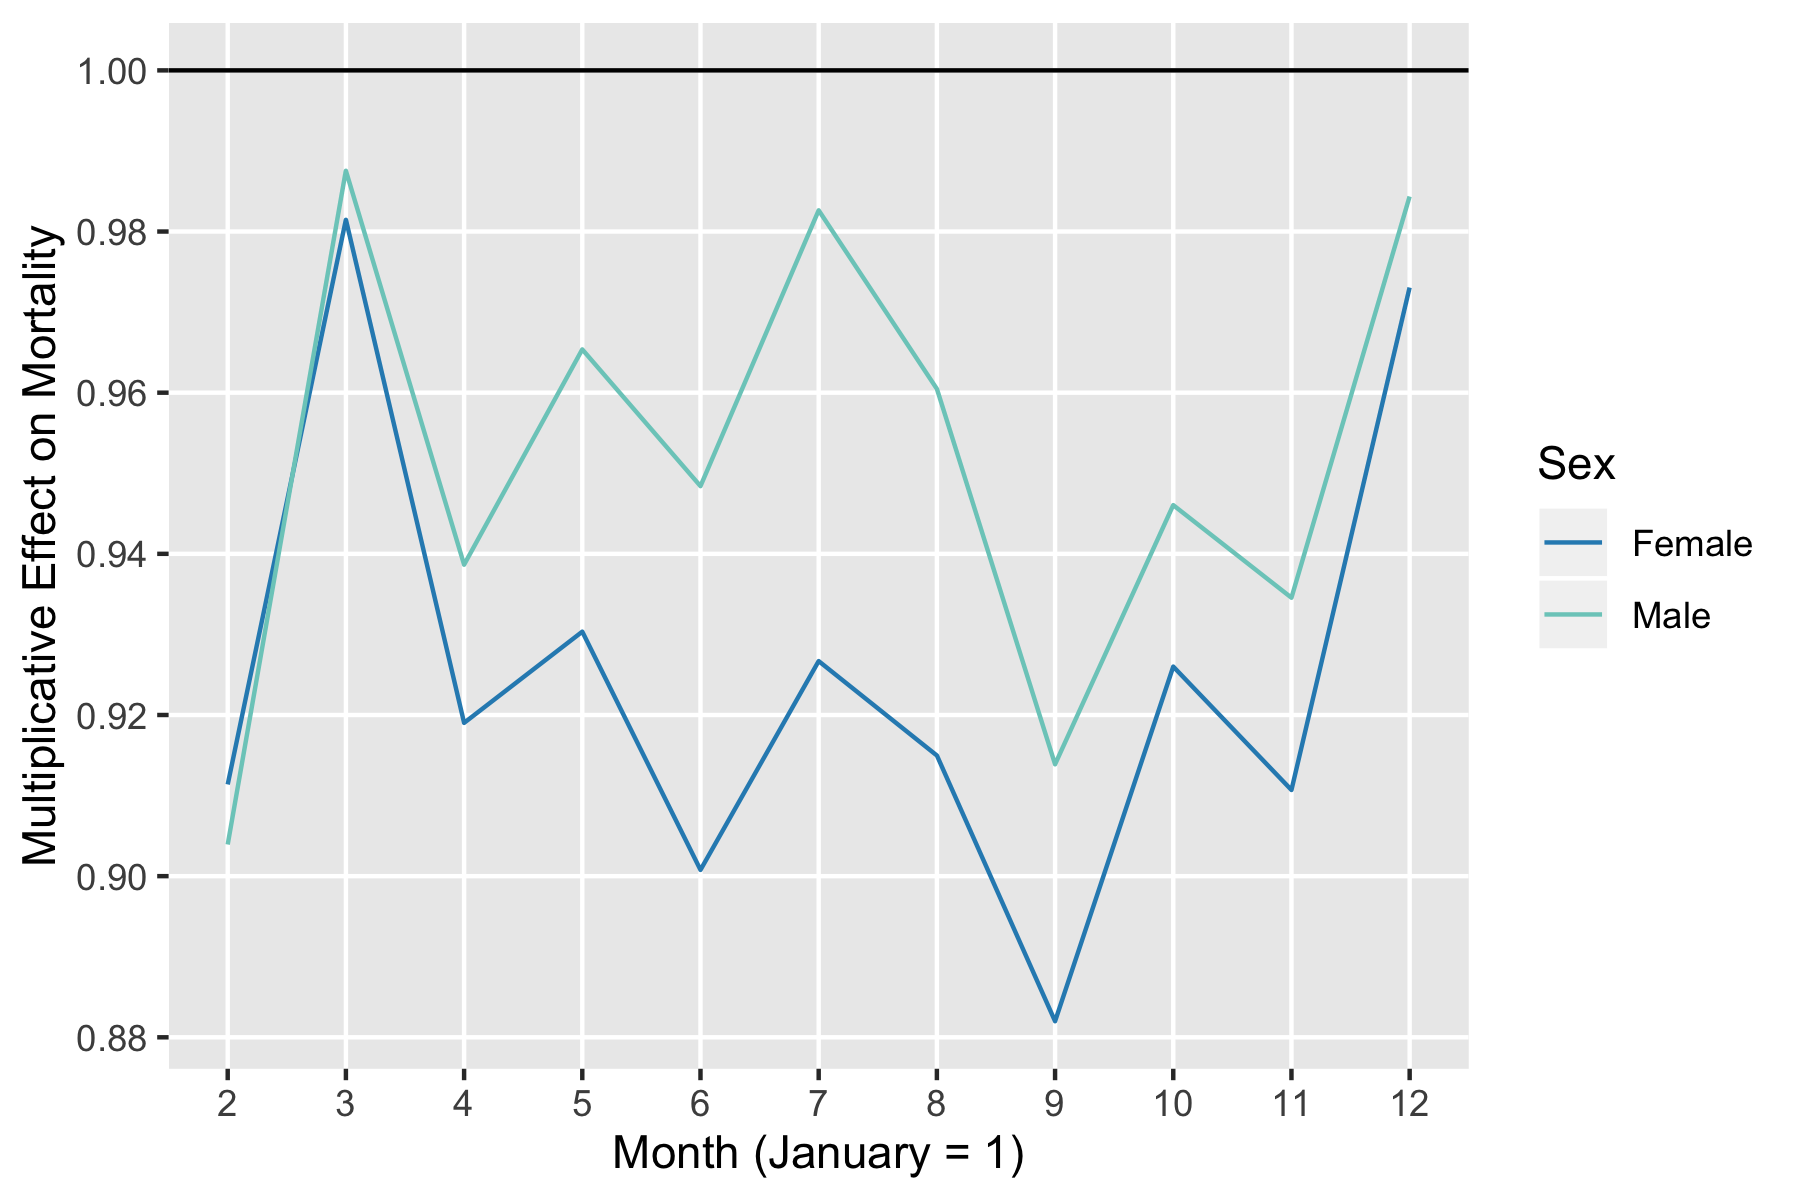 Multiplicative Effect on Mortality
1.00
0.98
0.96
0.94
0.92
0.90
0.88
2 3 4 5 6 7 8 9 10 11 12
Month (January = 1)
Sex
Female
Male